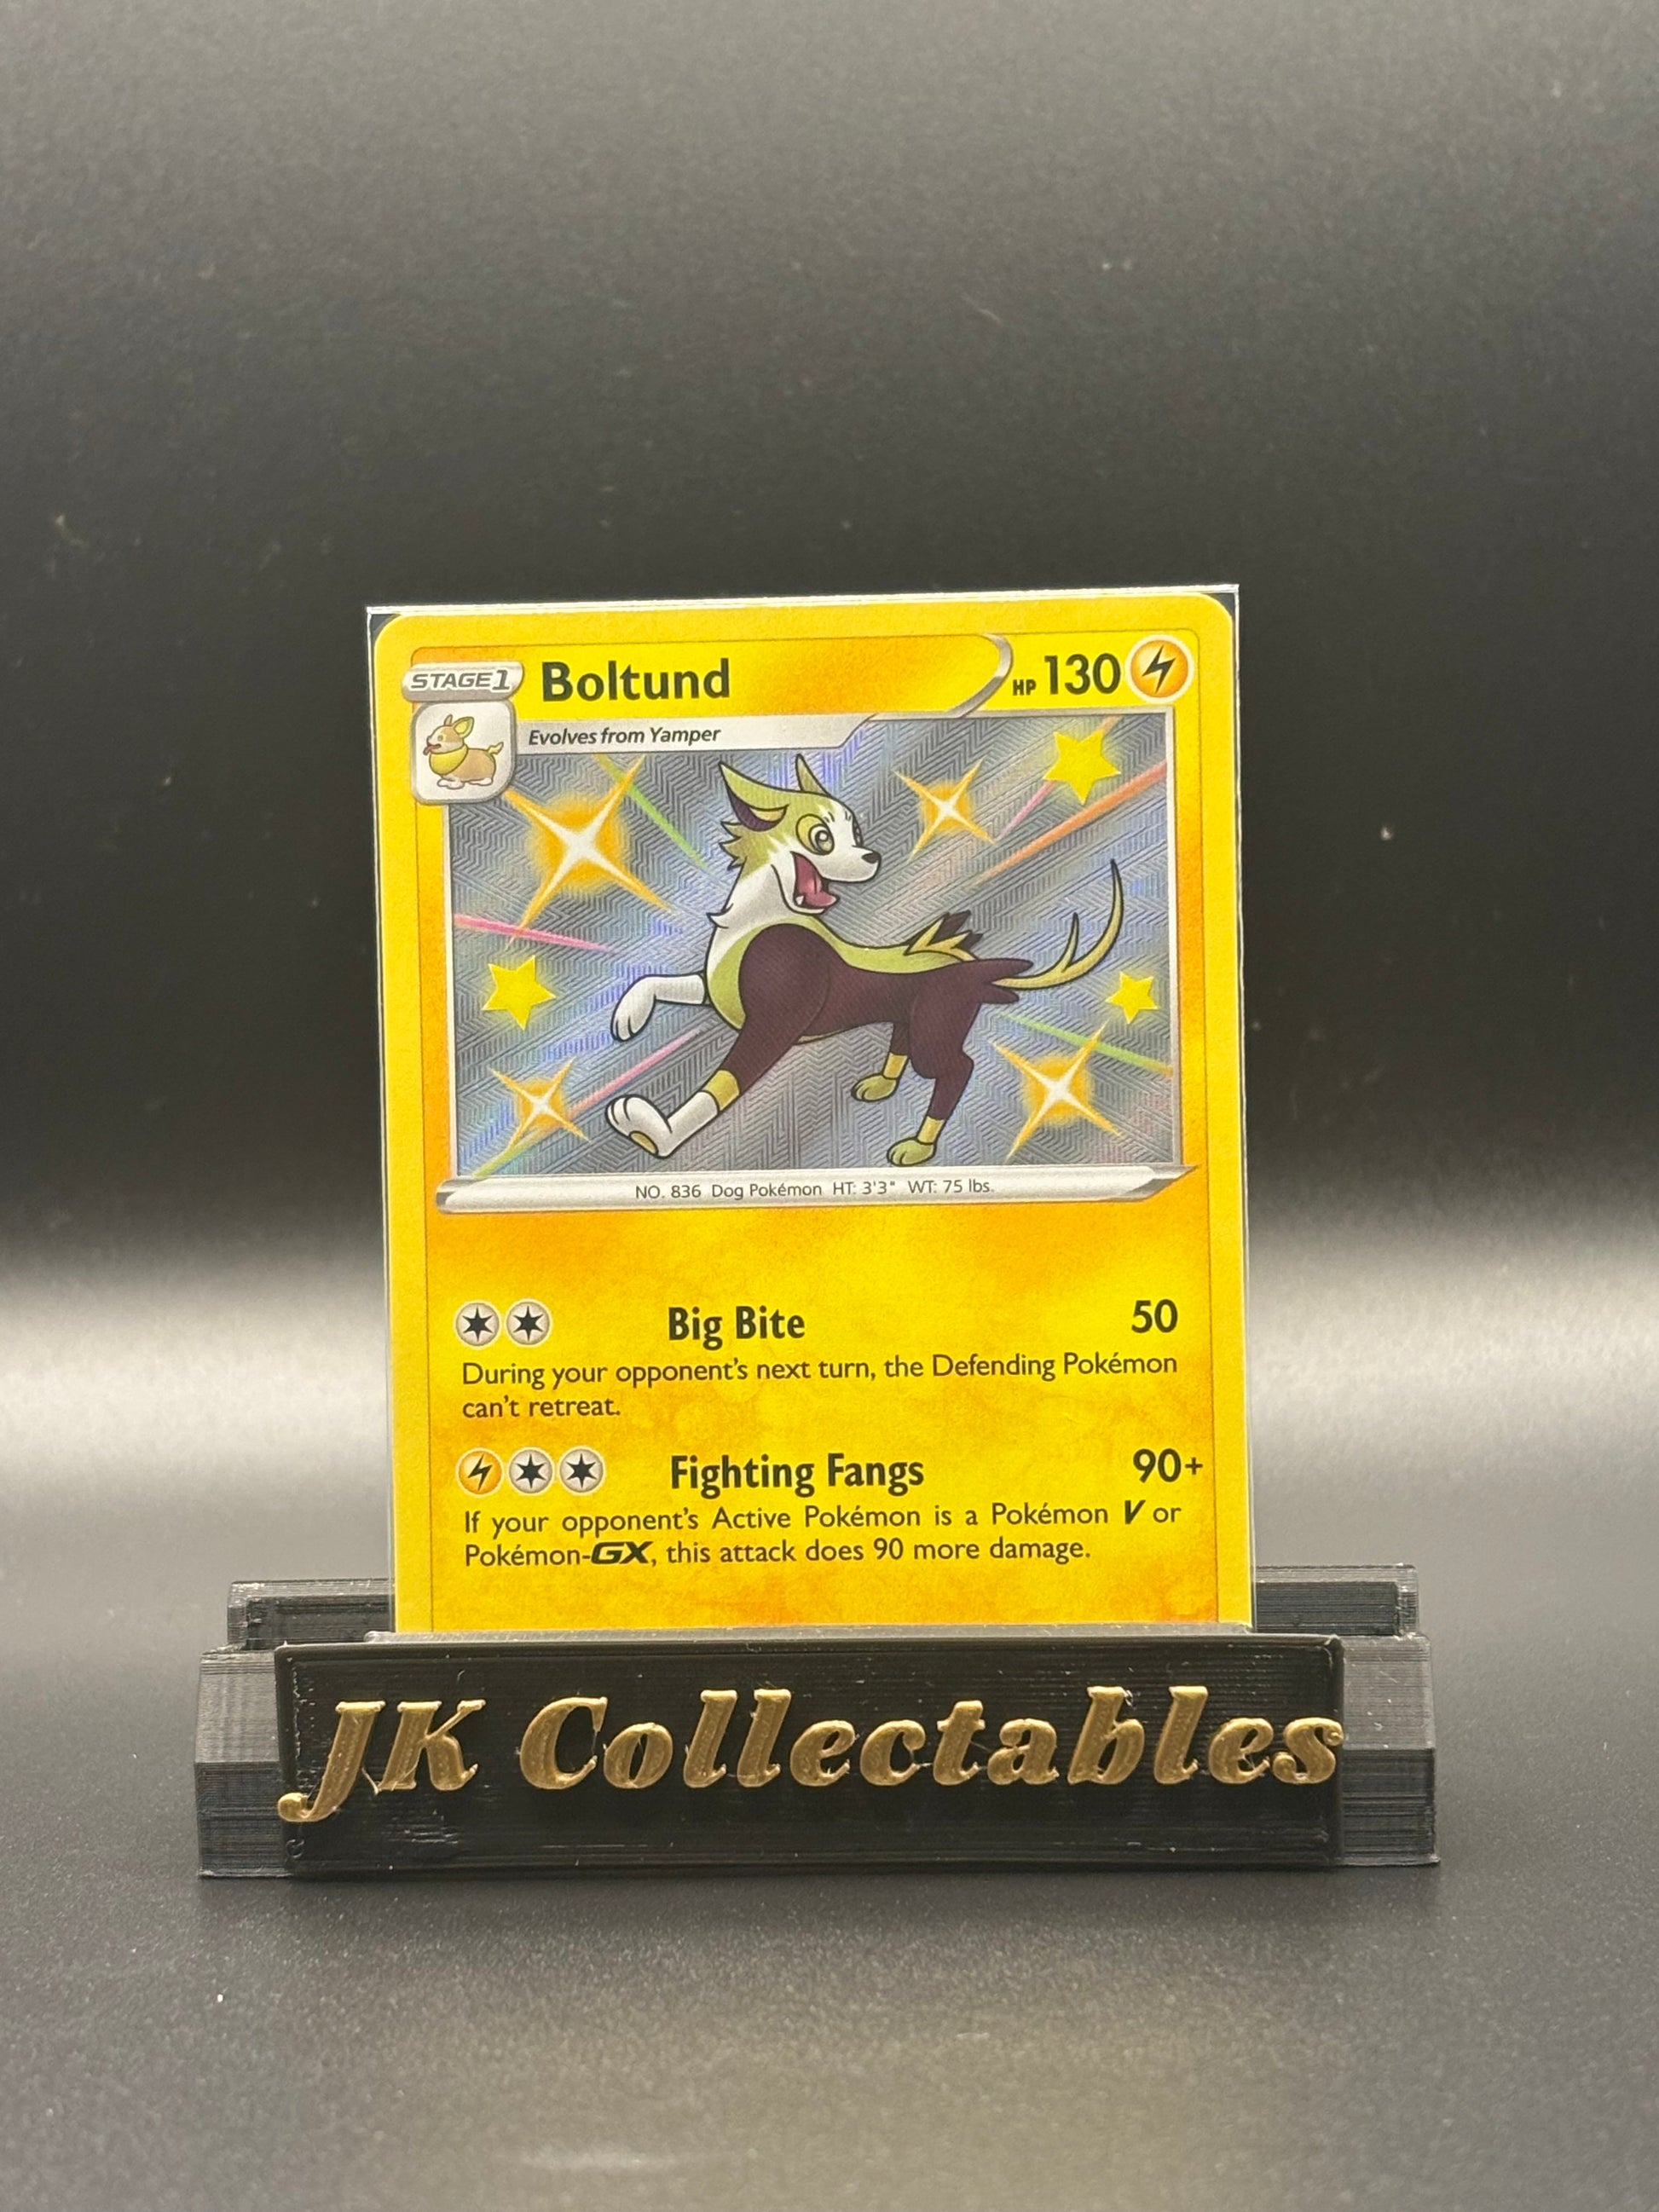 STAGE 1 Boltund HP 130
Evolves from Yamper
NO. 836 Dog Pokémon HT: 3'3" WT: 75 lbs.
Big Bite 50
During your opponent's next turn, the Defending Pokémon
can't retreat.
Fighting Fangs 90+
If your opponent's Active Pokémon is a Pokémon V or
Pokémon-GX, this attack does 90 more damage.
JK Collectables